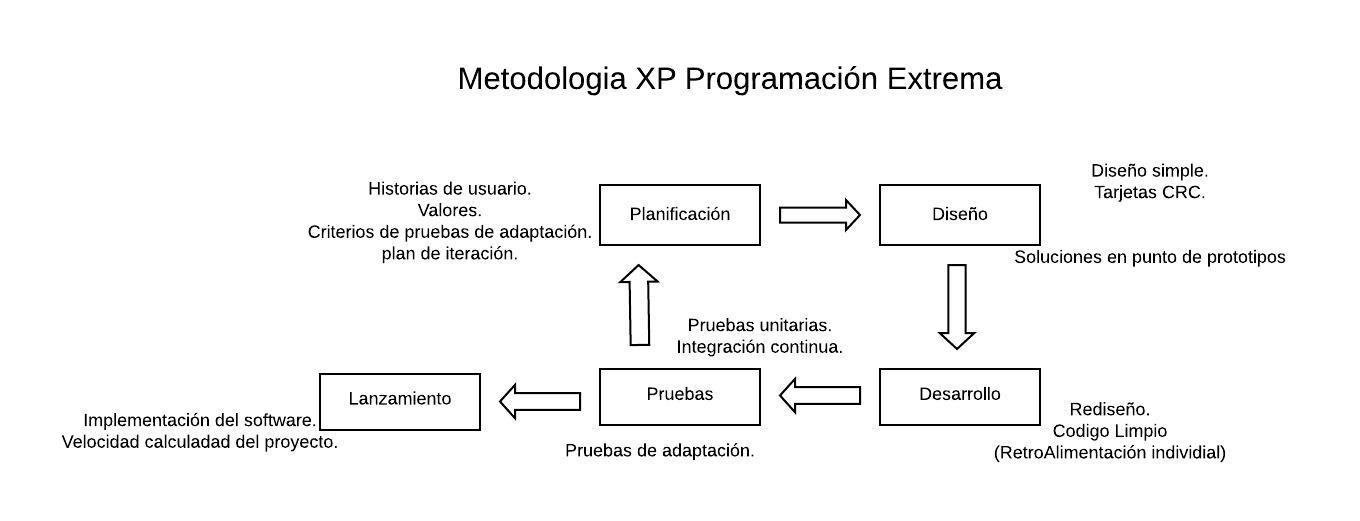 Metodologia XP Programación Extrema
Historias de usuario.
Valores.
Criterios de pruebas de adaptación.
plan de iteración.
Planificación
Diseño
Diseño simple.
Tarjetas CRC.
Soluciones en punto de prototipos
Pruebas unitarias.
Integración continua.
Lanzamiento
Pruebas
Desarrollo
Implementación del software.
Velocidad calculadad del proyecto.
Pruebas de adaptación.
Rediseño.
Codigo Limpio
(RetroAlimentación individial)